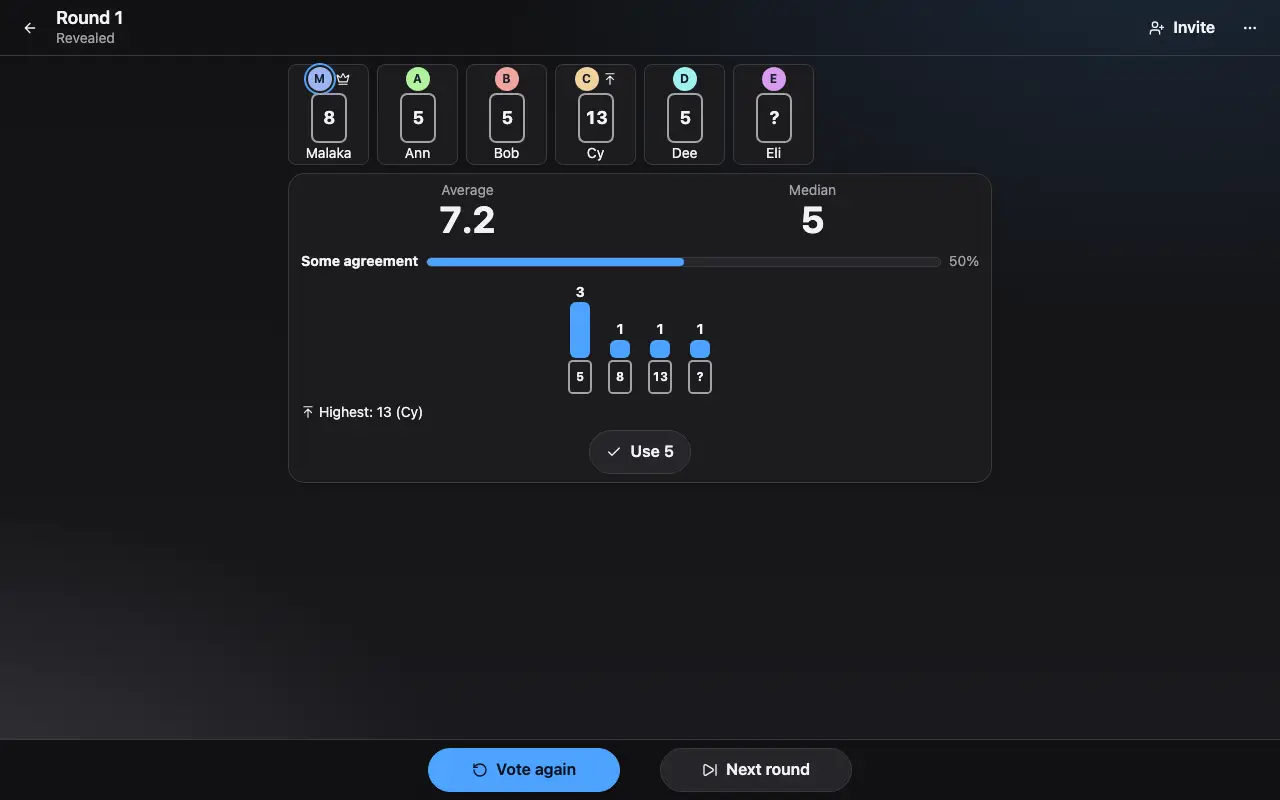 Round 1
Revealed
Invite
M
A
B
C
D
E
8
5
5
13
5
?
Malaka
Ann
Bob
Cy
Dee
Eli
Average
Median
7.2
5
Some agreement
50%
3
1
1
1
5
8
13
?
Highest: 13 (Cy)
Use 5
Vote again
Next round